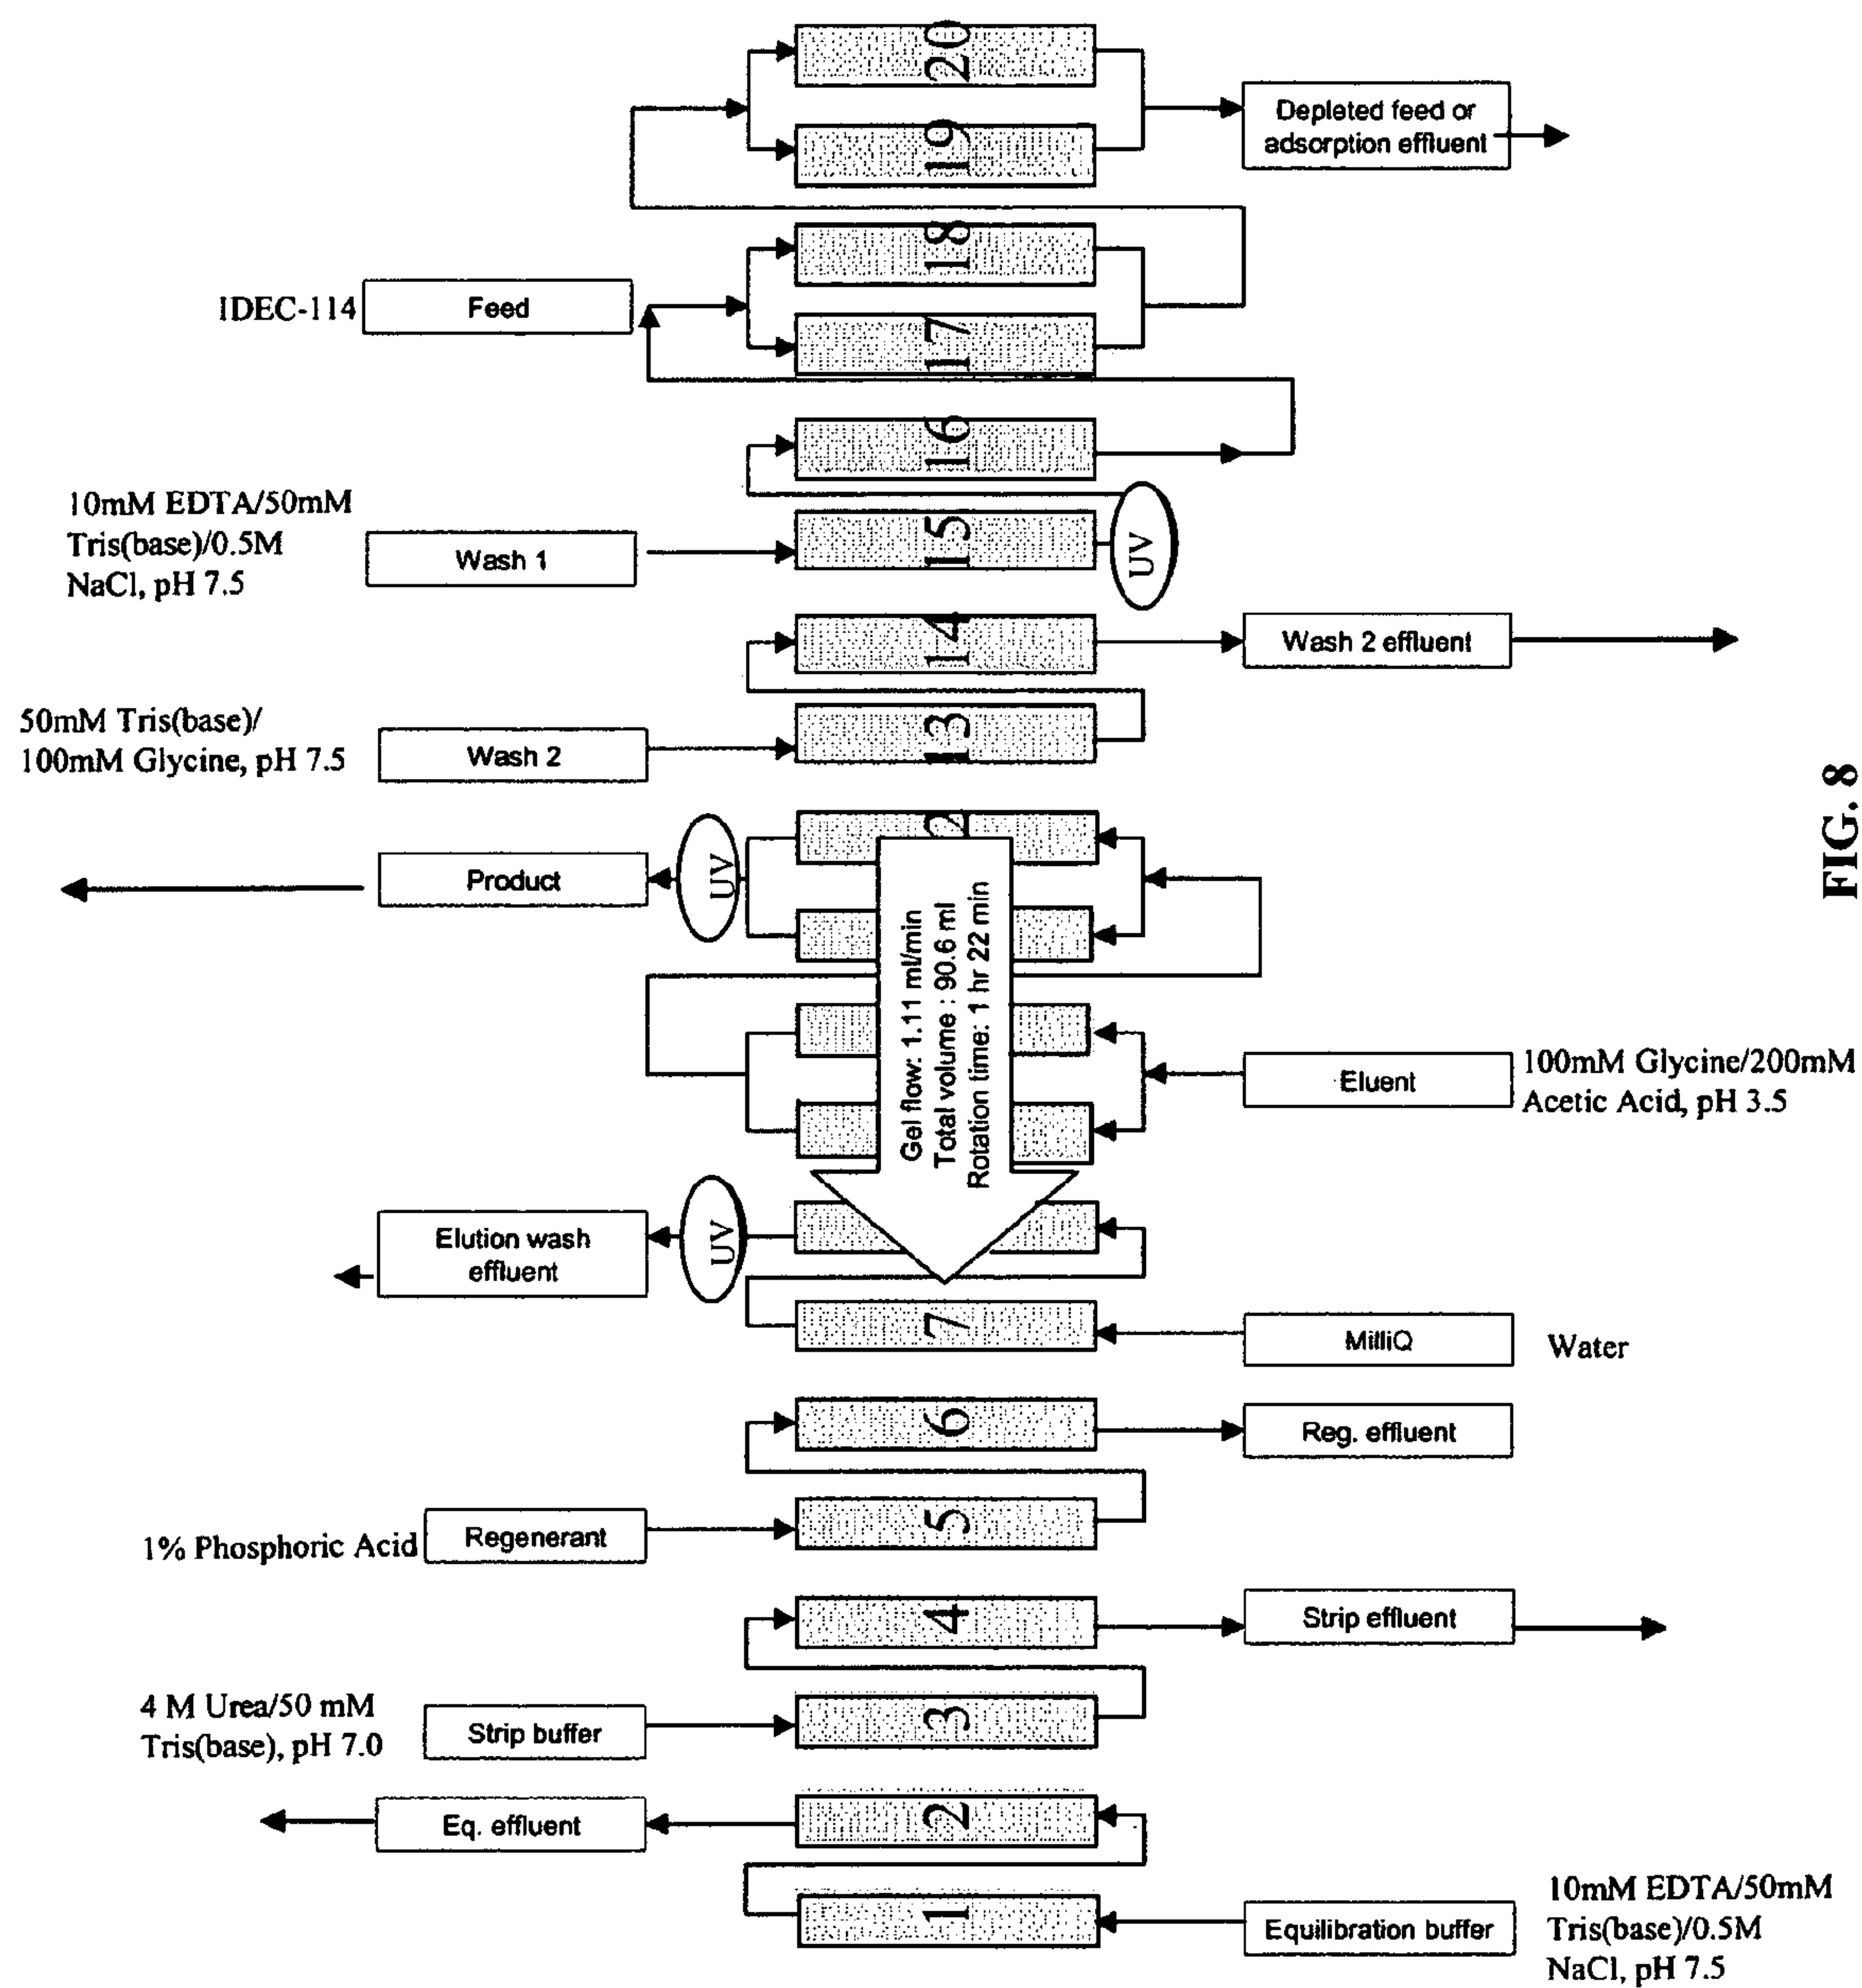 20
Depleted feed or
adsorption effluent
19
18
IDEC-114
Feed
17
16
10mM EDTA/50mM
Tris(base)/0.5M
NaCl, pH 7.5
Wash 1
15
UV
14
Wash 2 effluent
50mM Tris(base)/
100mM Glycine, pH 7.5
Wash 2
13
2
Product
UV
Gel flow: 1.11 ml/min
Total volume : 90.6 ml
Rotation time: 1 hr 22 min
Eluent
100mM Glycine/200mM
Acetic Acid, pH 3.5
Elution wash
effluent
UV
7
MilliQ
Water
6
Reg. effluent
1% Phosphoric Acid
Regenerant
5
4
Strip effluent
4 M Urea/50 mM
Tris(base), pH 7.0
Strip buffer
3
Eq. effluent
2
1
Equilibration buffer
10mM EDTA/50mM
Tris(base)/0.5M
NaCl, pH 7.5
FIG. 8